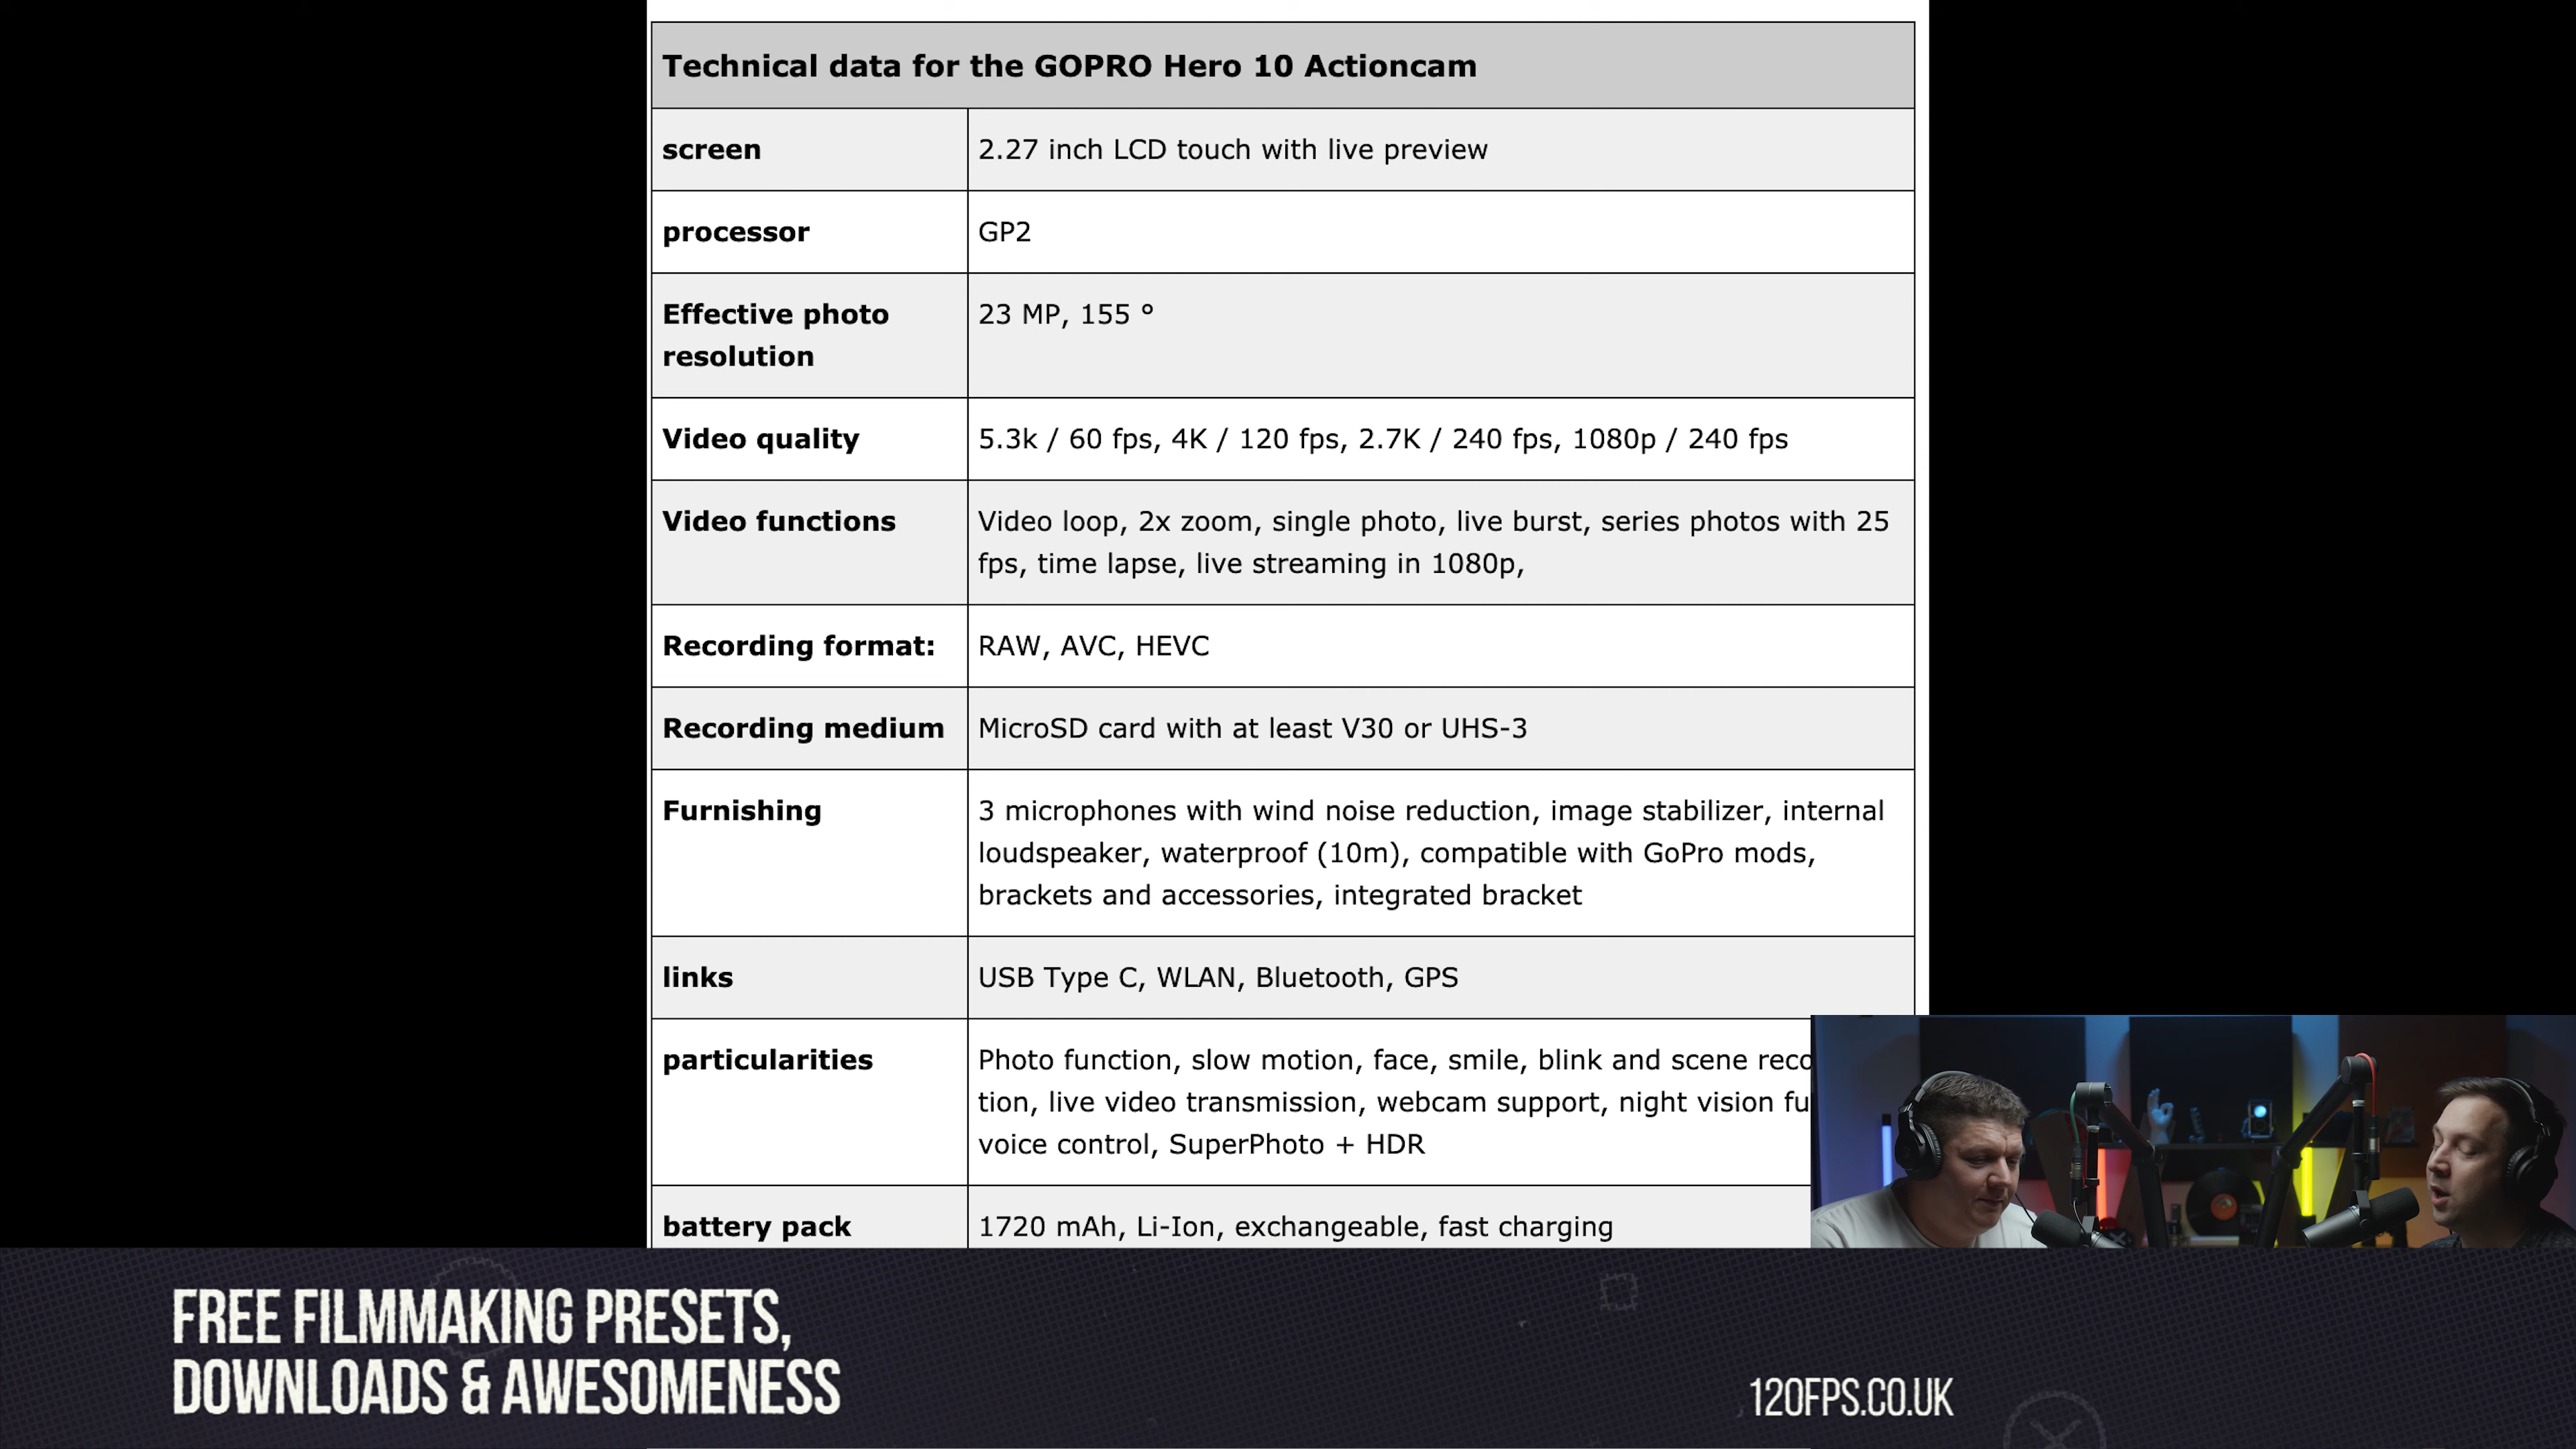 Technical data for the GOPRO Hero 10 Actioncam
screen
2.27 inch LCD touch with live preview
processor
GP2
Effective photo
resolution
23 MP, 155 °
Video quality
5.3k / 60 fps, 4K / 120 fps, 2.7K / 240 fps, 1080p / 240 fps
Video functions
Video loop, 2x zoom, single photo, live burst, series photos with 25
fps, time lapse, live streaming in 1080p,
Recording format:
RAW, AVC, HEVC
Recording medium
MicroSD card with at least V30 or UHS-3
Furnishing
3 microphones with wind noise reduction, image stabilizer, internal
loudspeaker, waterproof (10m), compatible with GoPro mods,
brackets and accessories, integrated bracket
links
USB Type C, WLAN, Bluetooth, GPS
particularities
Photo function, slow motion, face, smile, blink and scene reco
tion, live video transmission, webcam support, night vision fu
voice control, SuperPhoto + HDR
battery pack
1720 mAh, Li-Ion, exchangeable, fast charging
FREE FILMMAKING PRESETS,
DOWNLOADS & AWESOMENESS
120FPS.CO.UK